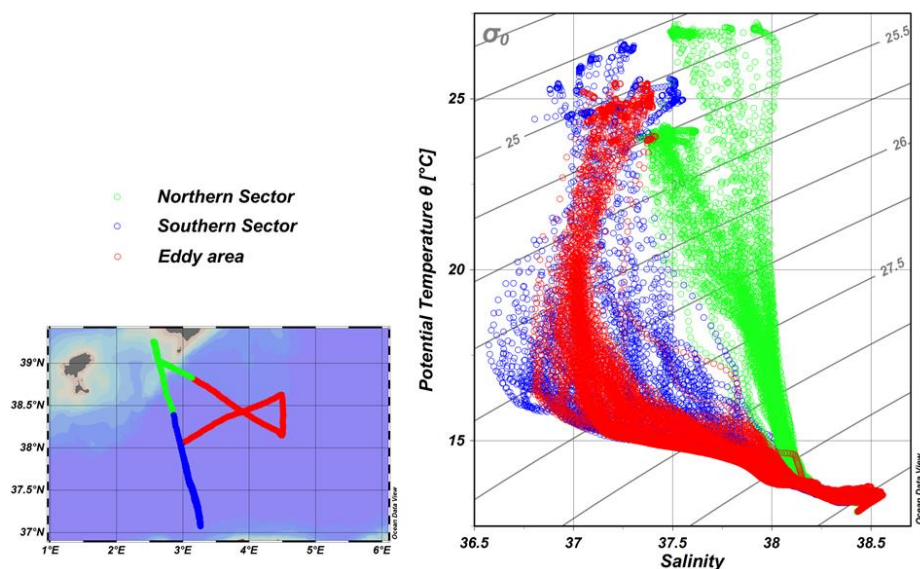 Northern Sector
Southern Sector
Eddy area
39°N
38.5°N
38°N
37.5°N
37°N
1°E
2°E
3°E
4°E
5°E
6°E
Ocean Data View
σ0
25
25.5
26.
27.5
Potential Temperature θ [°C]
25
20
15
36.5
37
37.5
38
38.5
Salinity
Ocean Data View